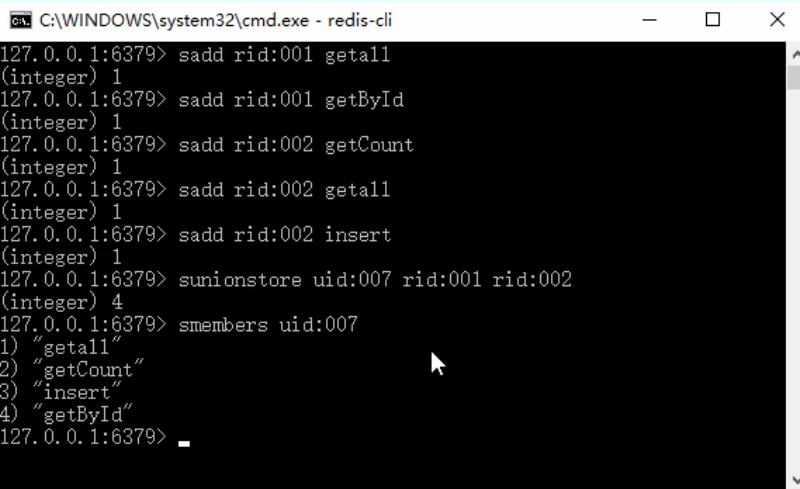 C:\WINDOWS\system32\cmd.exe - redis-cli
127.0.0.1:6379> sadd rid:001 getall
(integer) 1
127.0.0.1:6379> sadd rid:001 getById
(integer) 1
127.0.0.1:6379> sadd rid:002 getCount
(integer) 1
127.0.0.1:6379> sadd rid:002 getall
(integer) 1
127.0.0.1:6379> sadd rid:002 insert
(integer) 1
127.0.0.1:6379> sunionstore uid:007 rid:001 rid:002
(integer) 4
127.0.0.1:6379> smembers uid:007
1) "getall"
2) "getCount"
3) "insert"
4) "getById"
127.0.0.1:6379>